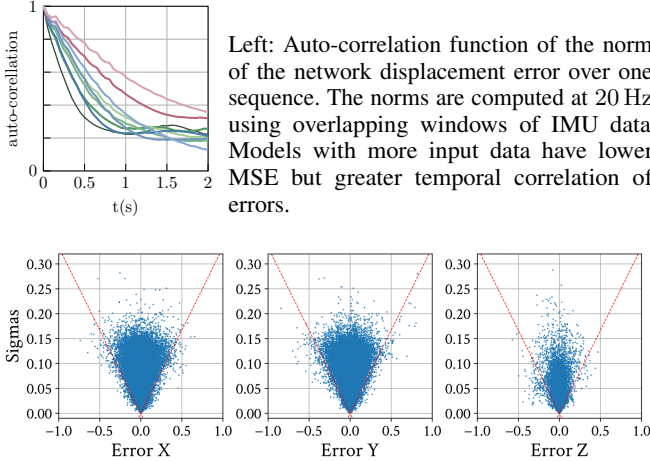 auto-corellation
1
0
0
0.5
1
1.5
2
t(s)
Left: Auto-correlation function of the norm
of the network displacement error over one
sequence. The norms are computed at 20 Hz
using overlapping windows of IMU data
Models with more input data have lower
MSE but greater temporal correlation of
errors.
Sigmas
0.30
0.25
0.20
0.15
0.10
0.05
0.00
−1.0 −0.5 0.0 0.5 1.0
Error X
0.30
0.25
0.20
0.15
0.10
0.05
0.00
−1.0 −0.5 0.0 0.5 1.0
Error Y
0.30
0.25
0.20
0.15
0.10
0.05
0.00
−1.0 −0.5 0.0 0.5 1.0
Error Z